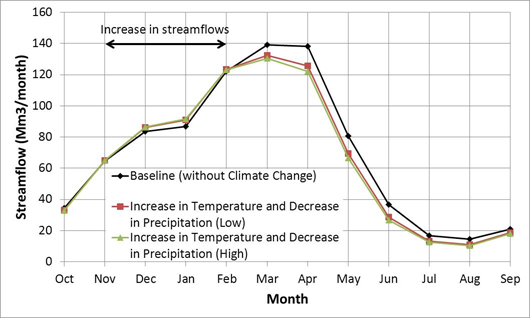 160
Increase in streamflows
140
120
100
80
60
40
20
0
Streamflow (Mm3/month)
Baseline (without Climate Change)
Increase in Temperature and Decrease
in Precipitation (Low)
Increase in Temperature and Decrease
in Precipitation (High)
Oct Nov Dec Jan Feb Mar Apr May Jun Jul Aug Sep
Month